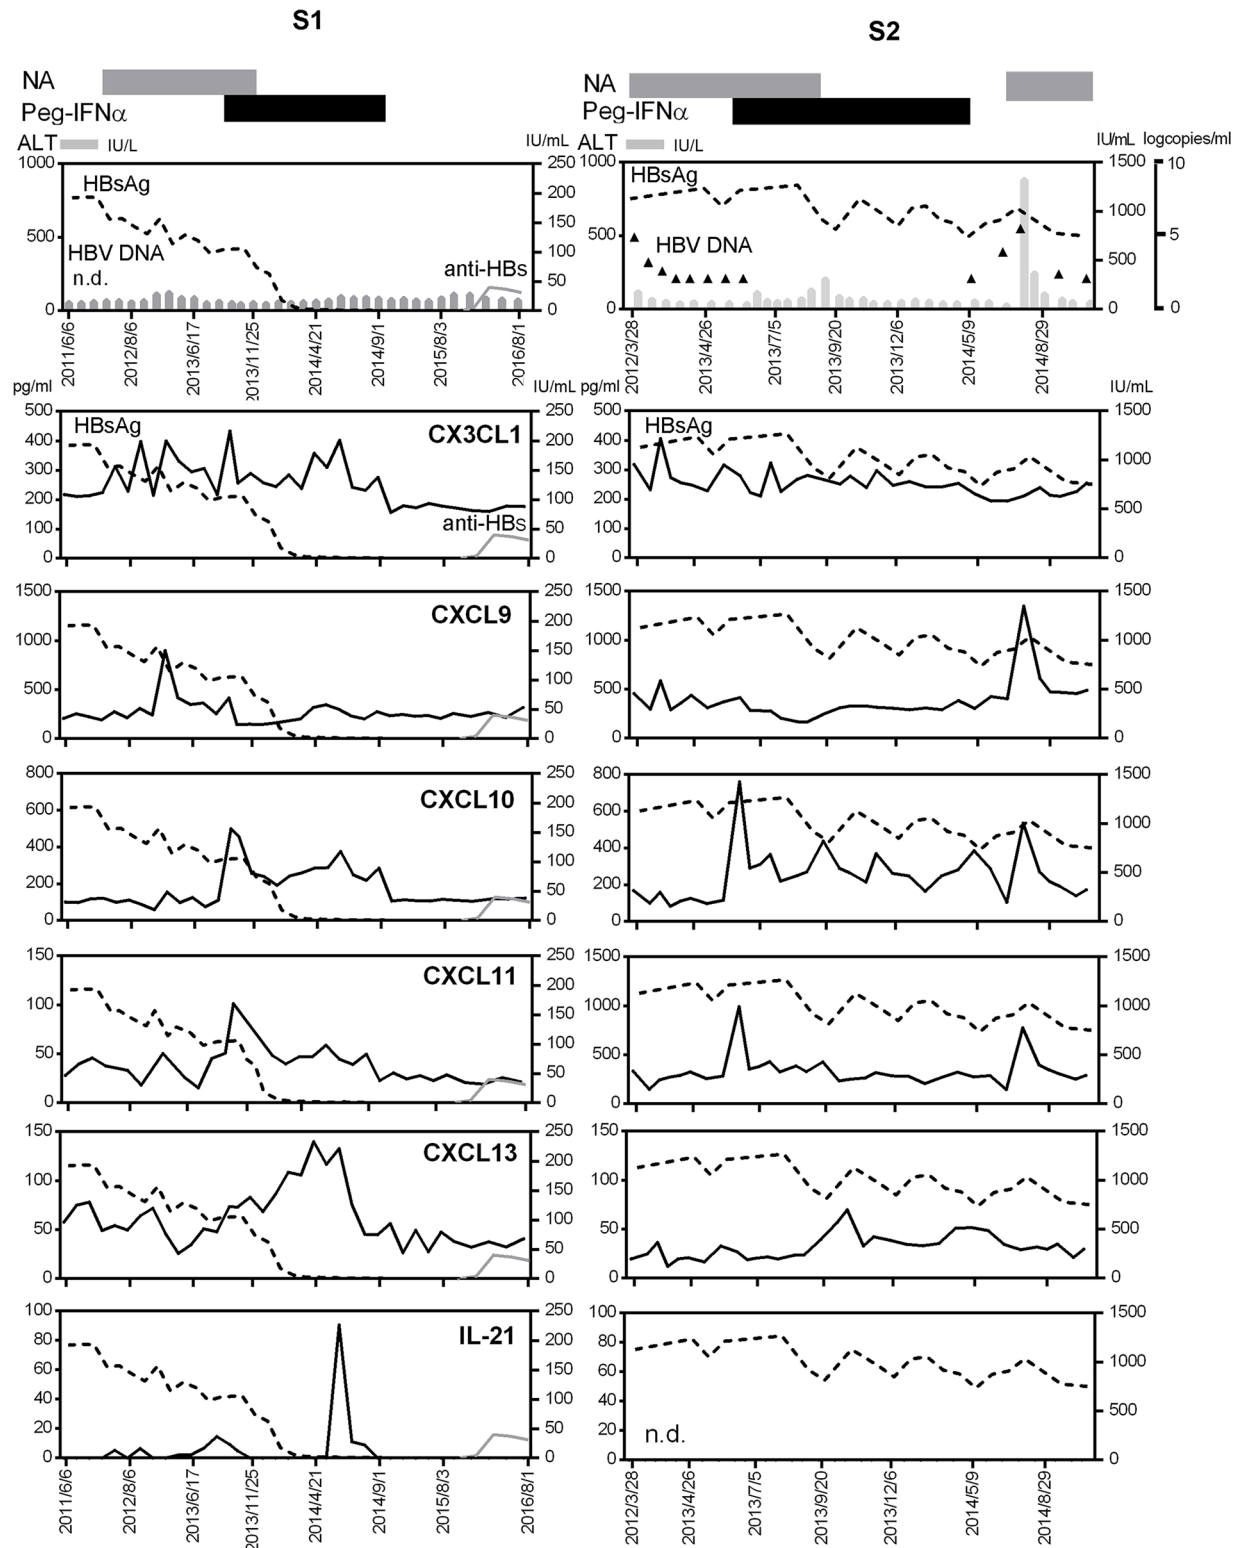 S1
S2
NA
Peg-IFNα
NA
Peg-IFNα
ALT IU/L IU/mL
ALT IU/L IU/mL logcopies/ml
1000 500 0
HBsAg
HBV DNA
n.d.
anti-HBs
250 200 150 100 50 0
1000 500 0
HBsAg
HBV DNA
1500 1000 500 0
10 5 0
2011/6/6 2012/8/6 2013/6/17 2013/11/25 2014/4/21 2014/9/1 2015/8/3 2016/8/1
2012/3/28 2013/4/26 2013/7/5 2013/9/20 2013/12/6 2014/5/9 2014/8/29
pg/ml IU/mL pg/ml IU/mL
500 400 300 200 100 0
HBsAg
CX3CL1
anti-HBs
250 200 150 100 50 0
500 400 300 200 100 0
HBsAg
1500 1000 500 0
1500 1000 500 0
CXCL9
250 200 150 100 50 0
1500 1000 500 0
1500 1000 500 0
800 600 400 200 0
CXCL10
250 200 150 100 50 0
800 600 400 200 0
1500 1000 500 0
150 100 50 0
CXCL11
250 200 150 100 50 0
1500 1000 500 0
1500 1000 500 0
150 100 50 0
CXCL13
250 200 150 100 50 0
150 100 50 0
1500 1000 500 0
100 80 60 40 20 0
IL-21
250 200 150 100 50 0
100 80 60 40 20 0
n.d.
1500 1000 500 0
2011/6/6 2012/8/6 2013/6/17 2013/11/25 2014/4/21 2014/9/1 2015/8/3 2016/8/1
2012/3/28 2013/4/26 2013/7/5 2013/9/20 2013/12/6 2014/5/9 2014/8/29